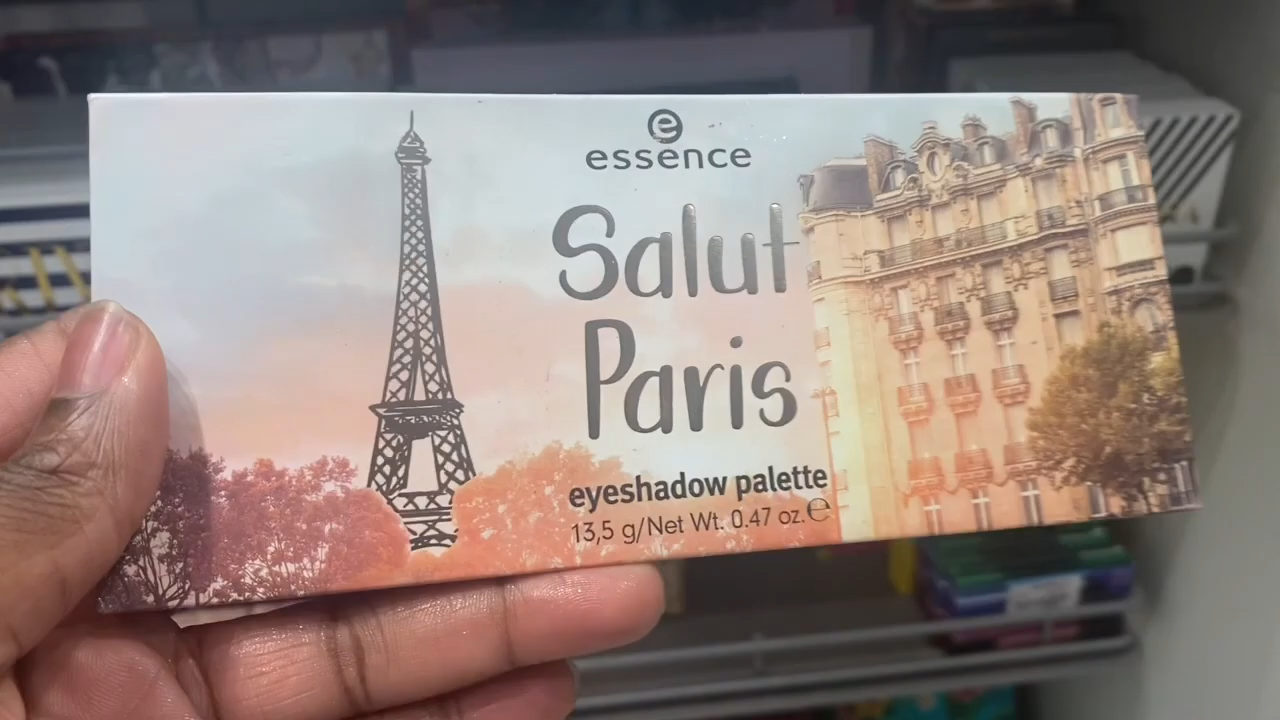 e
essence
Salut
Paris
eyeshadow palette
13,5 g/Net Wt. 0.47 oz.℮